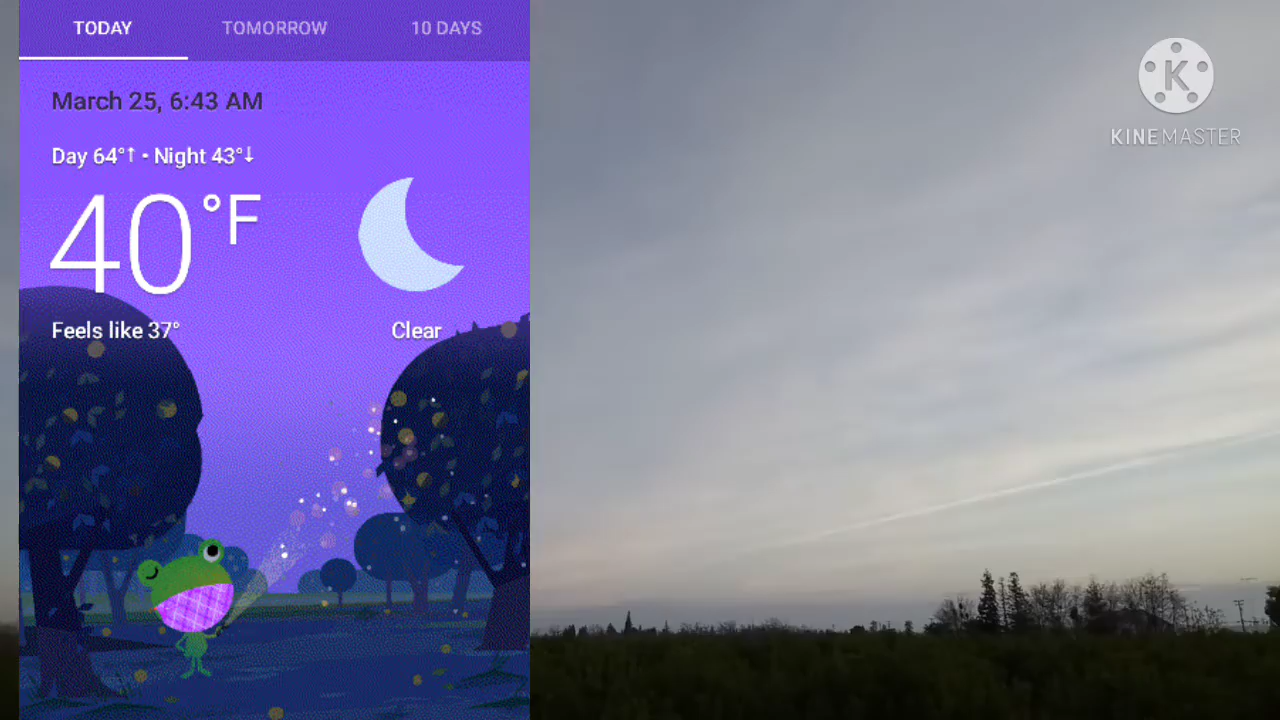 TODAY TOMORROW 10 DAYS
March 25, 6:43 AM
Day 64°↑ • Night 43°↓
40 °F
Feels like 37° Clear
K
KINEMASTER